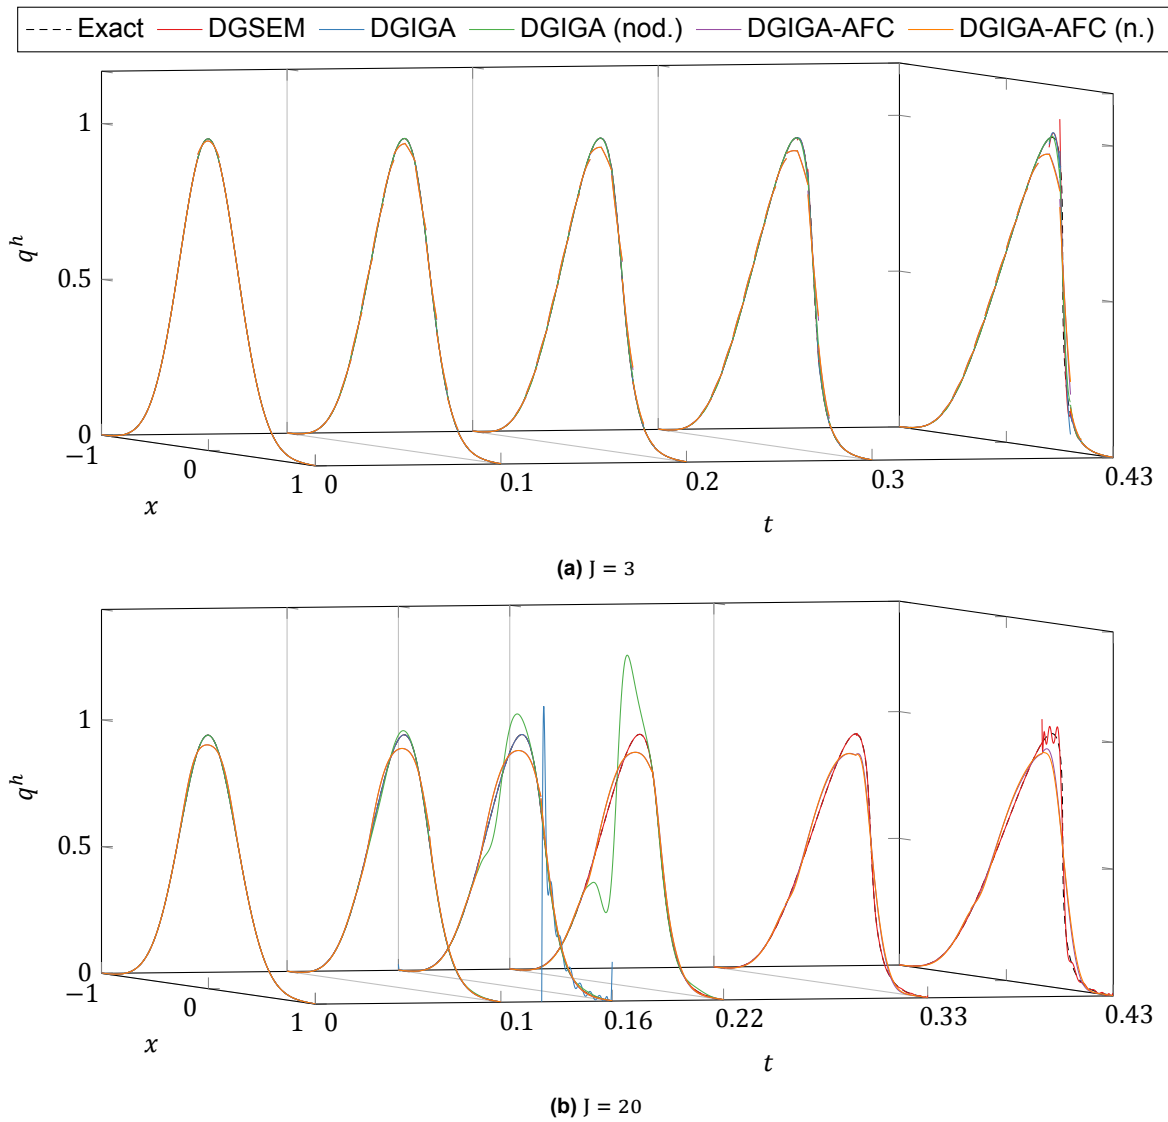 Exact DGSEM DGIGA DGIGA (nod.) DGIGA-AFC DGIGA-AFC (n.)
1
0.5
0
q^h
−1
0
1
x
0
0.1
0.2
0.3
0.43
t
(a) J = 3
1
0.5
0
q^h
−1
0
1
x
0
0.1
0.16
0.22
0.33
0.43
t
(b) J = 20